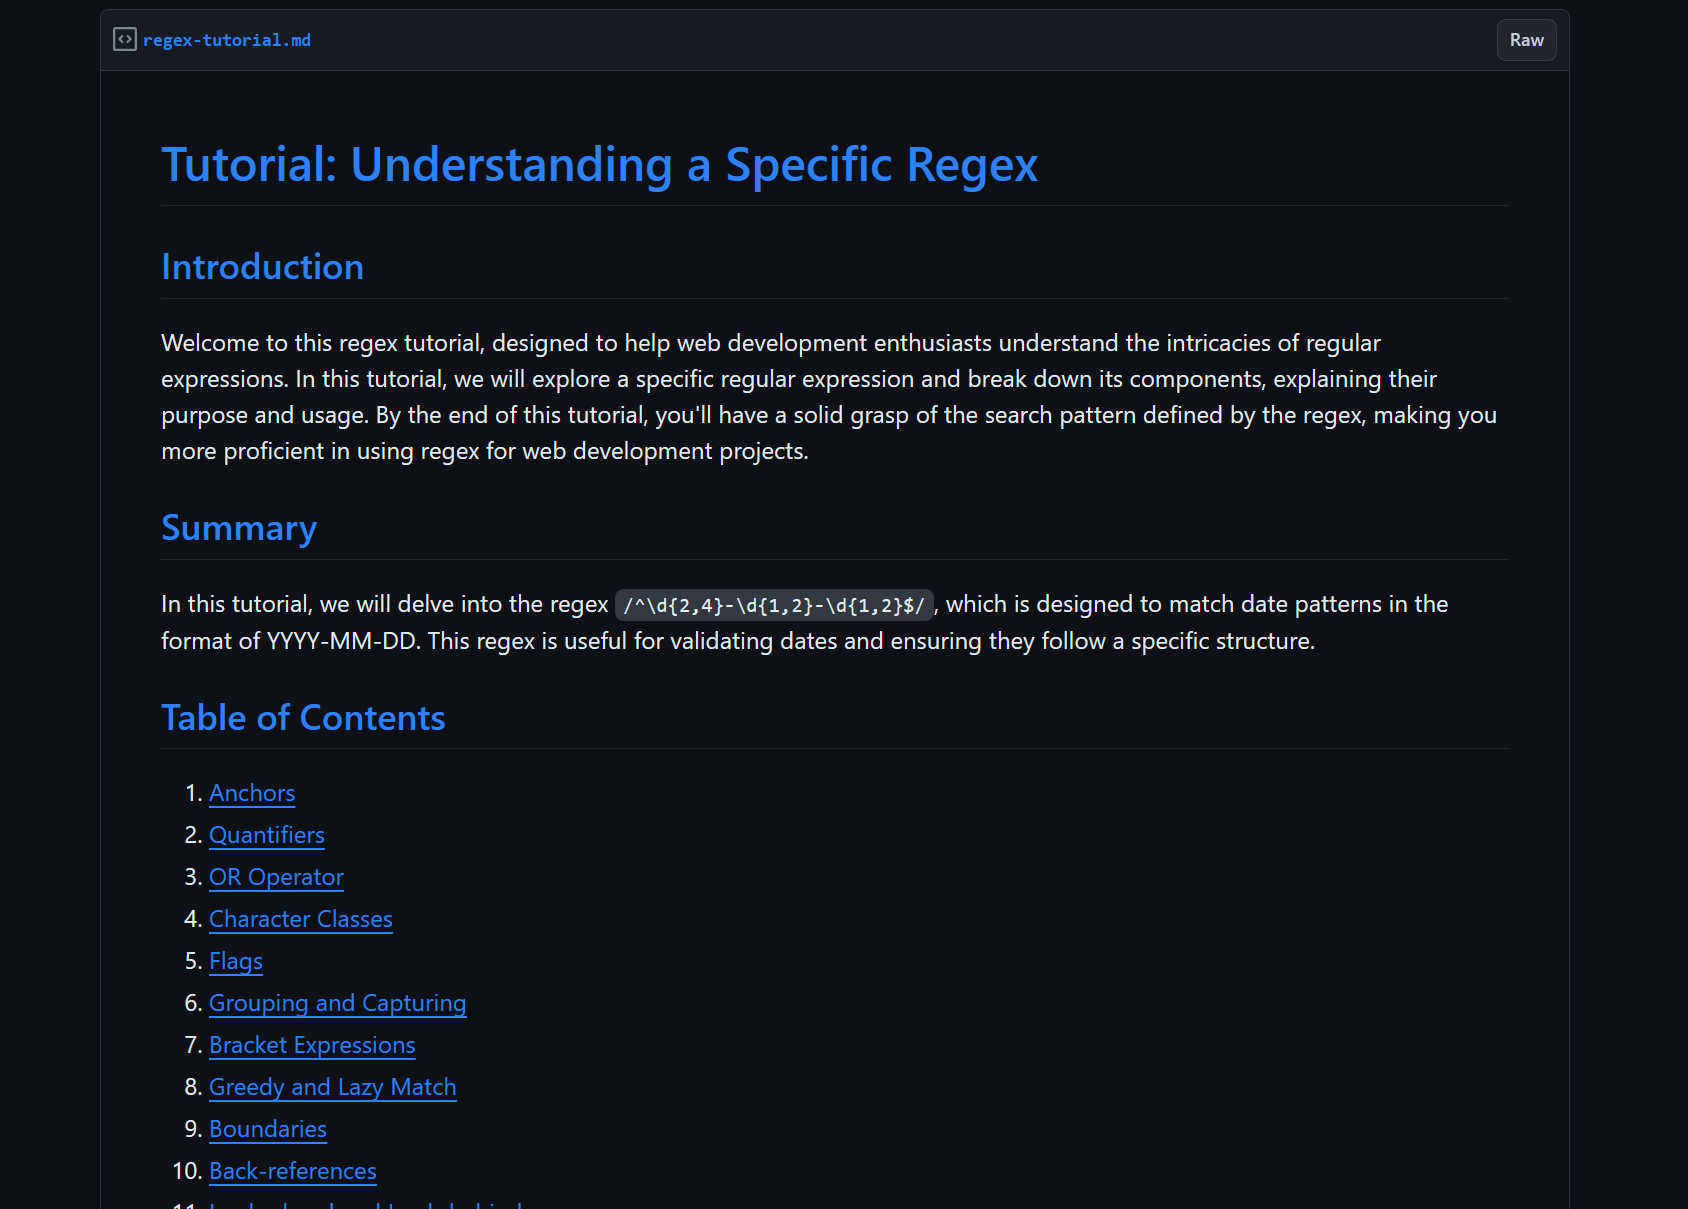 regex-tutorial.md
Raw
Tutorial: Understanding a Specific Regex
Introduction
Welcome to this regex tutorial, designed to help web development enthusiasts understand the intricacies of regular
expressions. In this tutorial, we will explore a specific regular expression and break down its components, explaining their
purpose and usage. By the end of this tutorial, you'll have a solid grasp of the search pattern defined by the regex, making you
more proficient in using regex for web development projects.
Summary
In this tutorial, we will delve into the regex /^\d{2,4}-\d{1,2}-\d{1,2}$/, which is designed to match date patterns in the
format of YYYY-MM-DD. This regex is useful for validating dates and ensuring they follow a specific structure.
Table of Contents
1. Anchors
2. Quantifiers
3. OR Operator
4. Character Classes
5. Flags
6. Grouping and Capturing
7. Bracket Expressions
8. Greedy and Lazy Match
9. Boundaries
10. Back-references